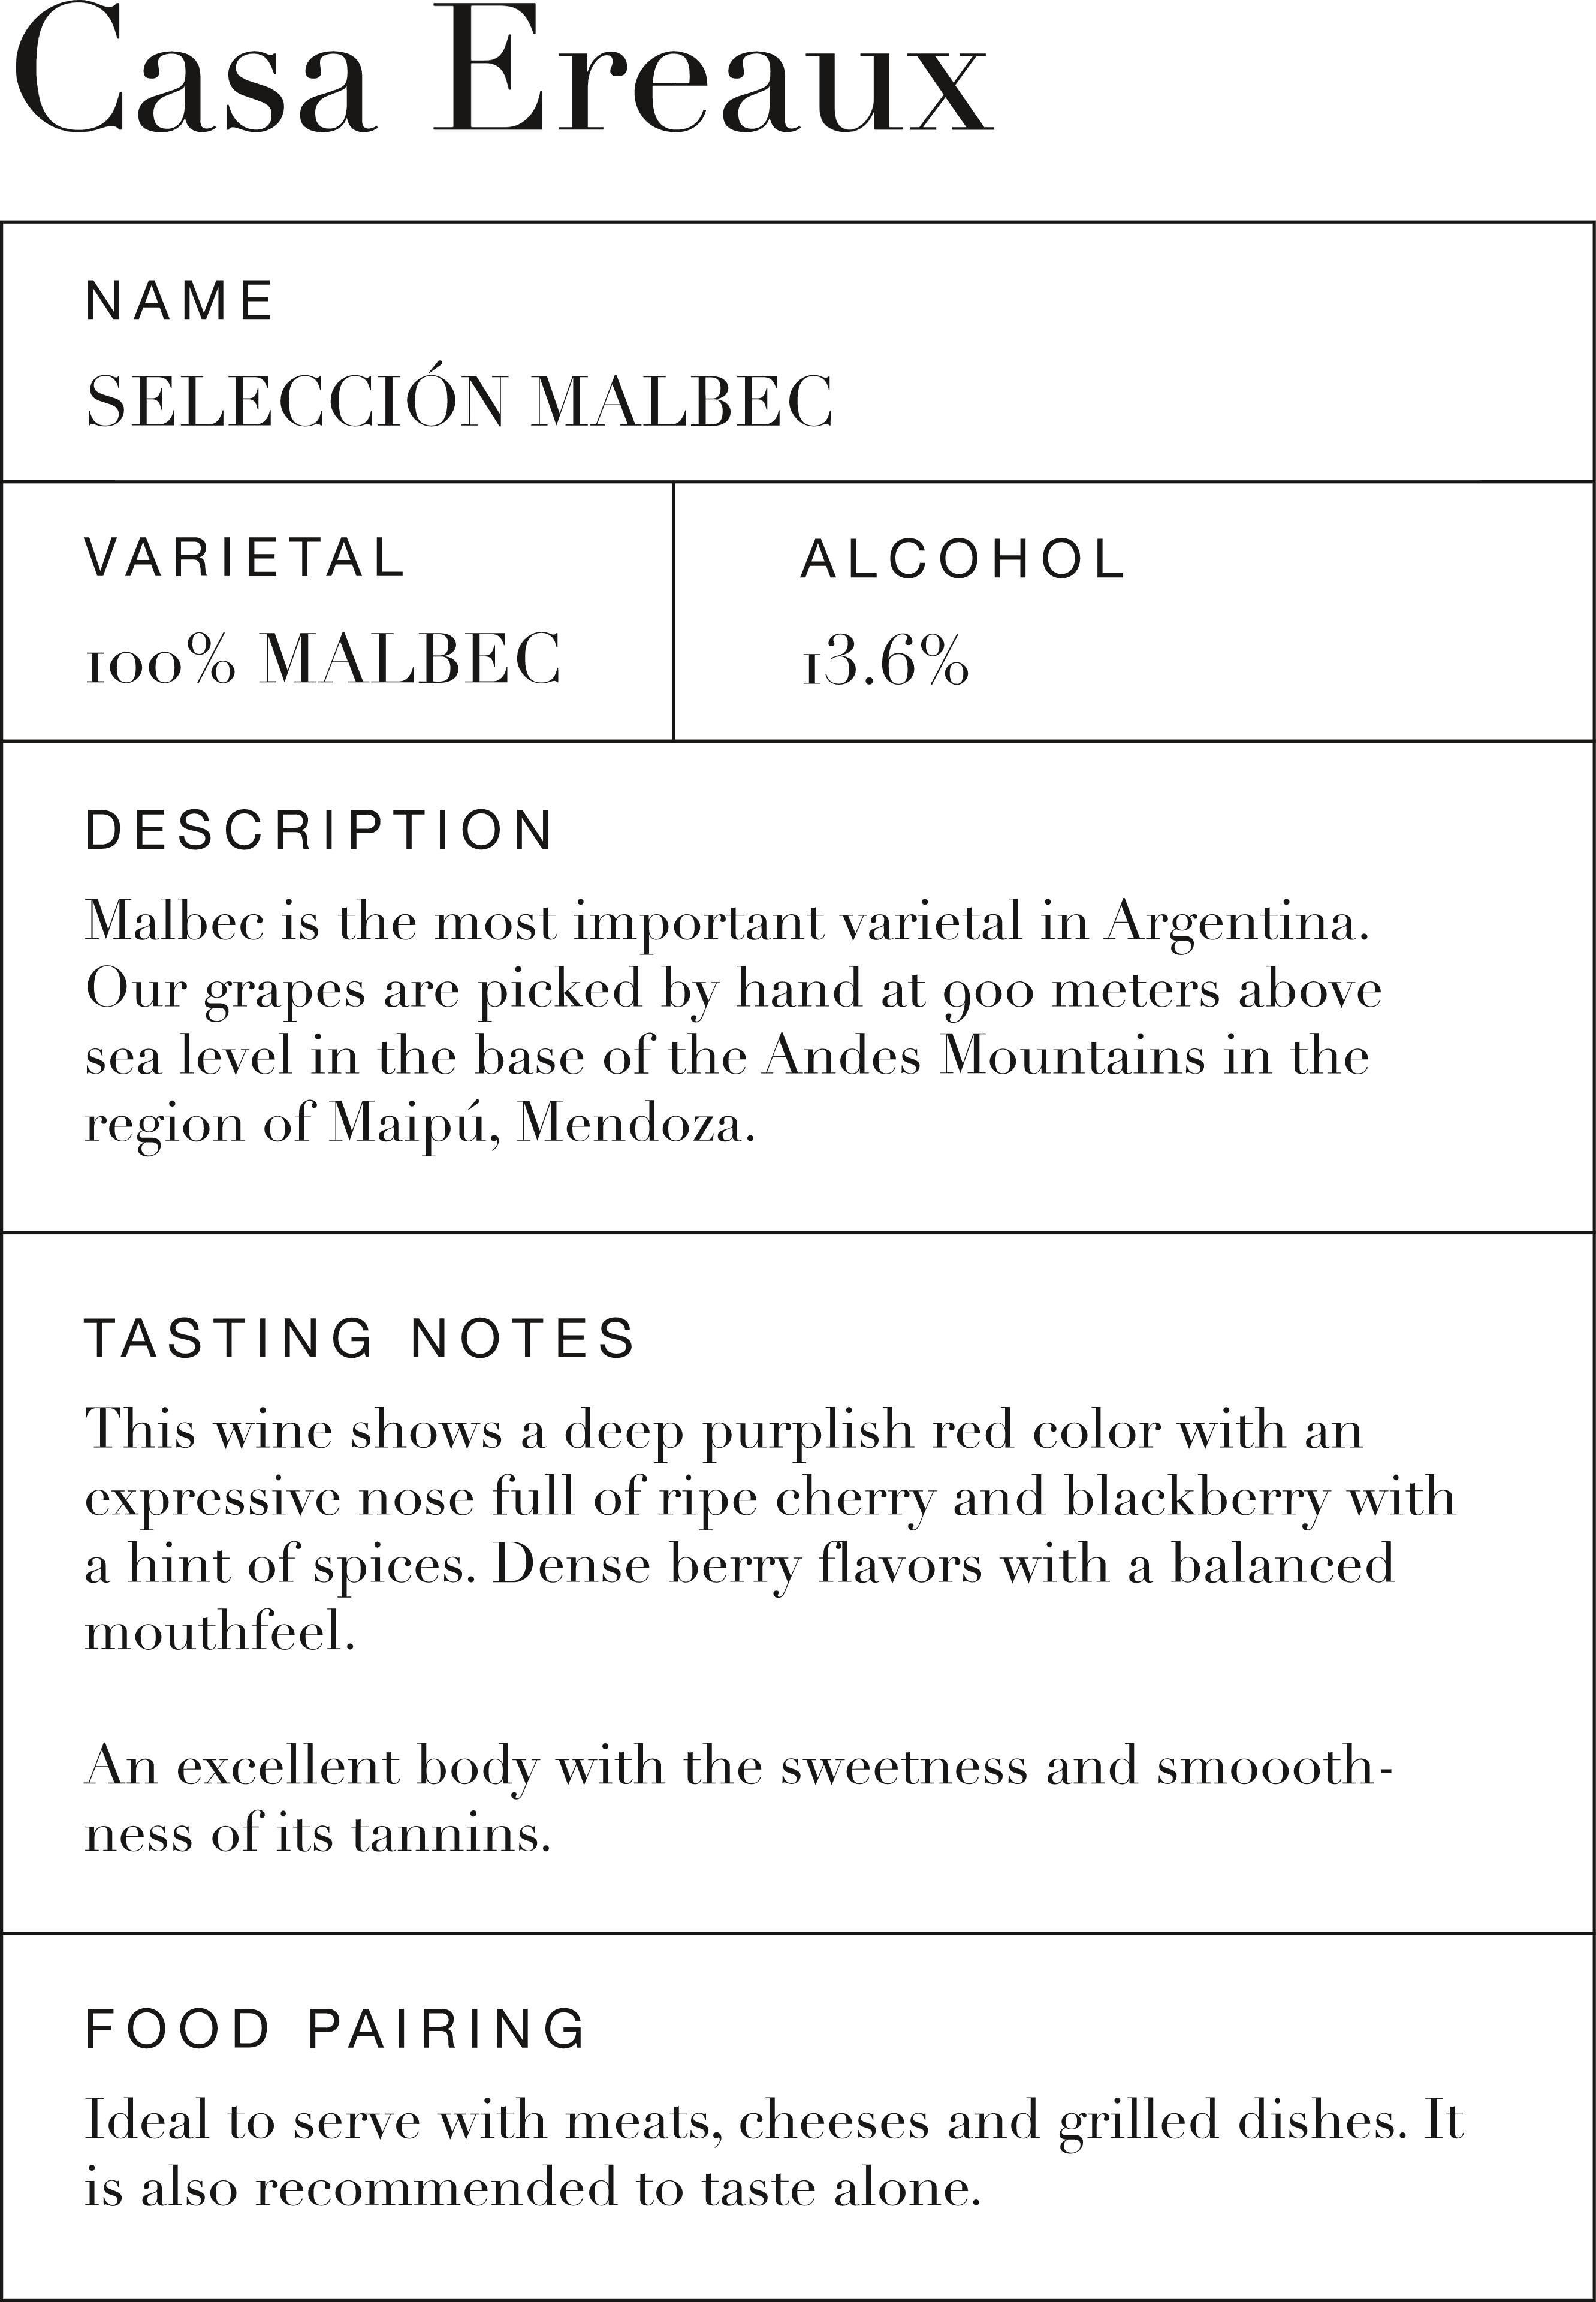 Casa Ereaux
NAME
SELECCIÓN MALBEC
VARIETAL
100% MALBEC
ALCOHOL
13.6%
DESCRIPTION
Malbec is the most important varietal in Argentina.
Our grapes are picked by hand at 900 meters above
sea level in the base of the Andes Mountains in the
region of Maipú, Mendoza.
TASTING NOTES
This wine shows a deep purplish red color with an
expressive nose full of ripe cherry and blackberry with
a hint of spices. Dense berry flavors with a balanced
mouthfeel.
An excellent body with the sweetness and smoooth-
ness of its tannins.
FOOD PAIRING
Ideal to serve with meats, cheeses and grilled dishes. It
is also recommended to taste alone.